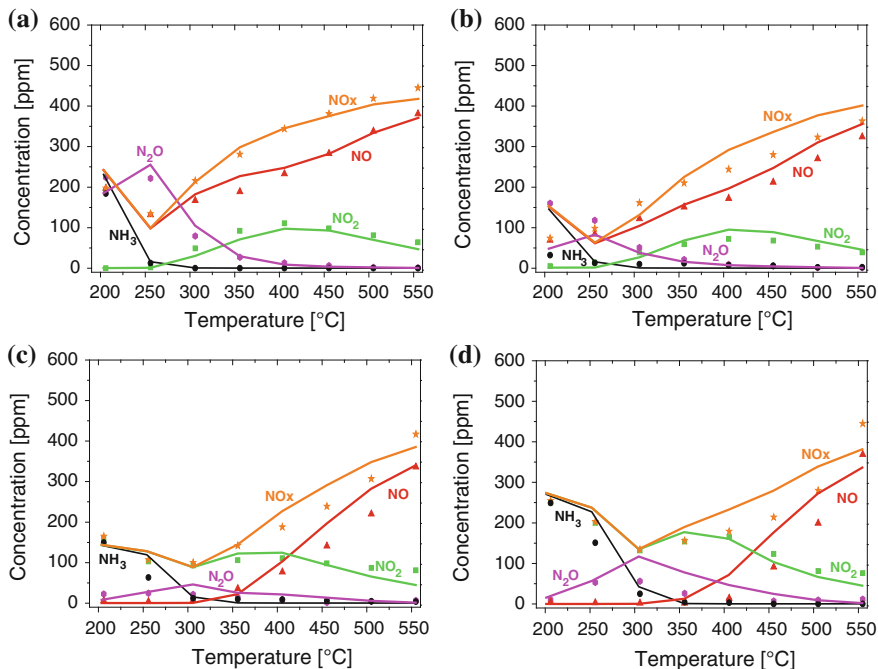 (a)
600
500
400
300
200
100
0
Concentration [ppm]
N₂O
NH₃
NOx
NO
NO₂
200 250 300 350 400 450 500 550
Temperature [°C]
(b)
600
500
400
300
200
100
0
Concentration [ppm]
NH₃
NOx
NO
NO₂
N₂O
200 250 300 350 400 450 500 550
Temperature [°C]
(c)
600
500
400
300
200
100
0
Concentration [ppm]
NH₃
N₂O
NOx
NO
NO₂
200 250 300 350 400 450 500 550
Temperature [°C]
(d)
600
500
400
300
200
100
0
Concentration [ppm]
NH₃
N₂O
NOx
NO₂
NO
200 250 300 350 400 450 500 550
Temperature [°C]